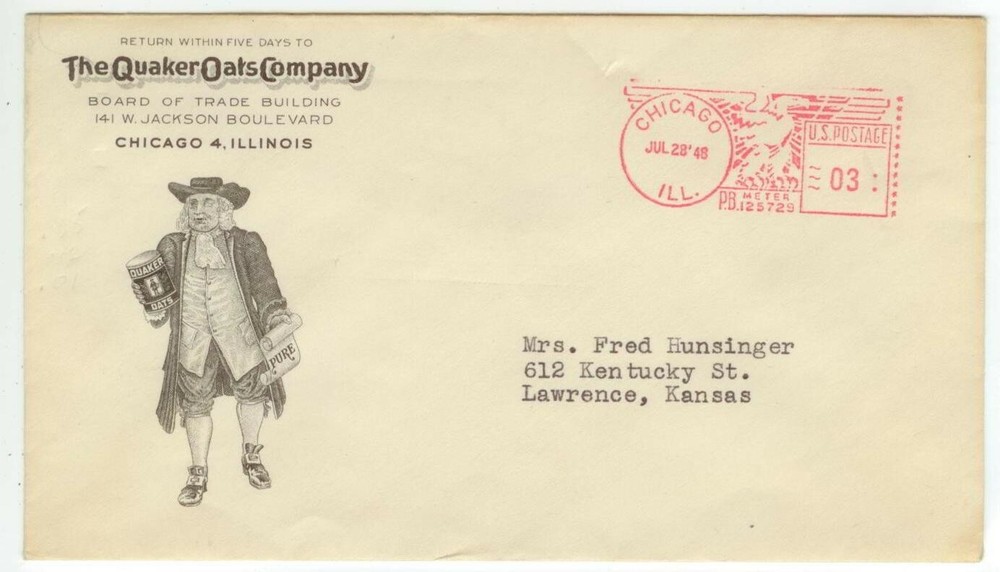 RETURN WITHIN FIVE DAYS TO
The Quaker Oats Company
BOARD OF TRADE BUILDING
141 W. JACKSON BOULEVARD
CHICAGO 4, ILLINOIS
CHICAGO
JUL 28 '48
ILL.
U.S. POSTAGE
03
P.B. METER
125729
QUAKER
OATS
PURE
Mrs. Fred Hunsinger
612 Kentucky St.
Lawrence, Kansas